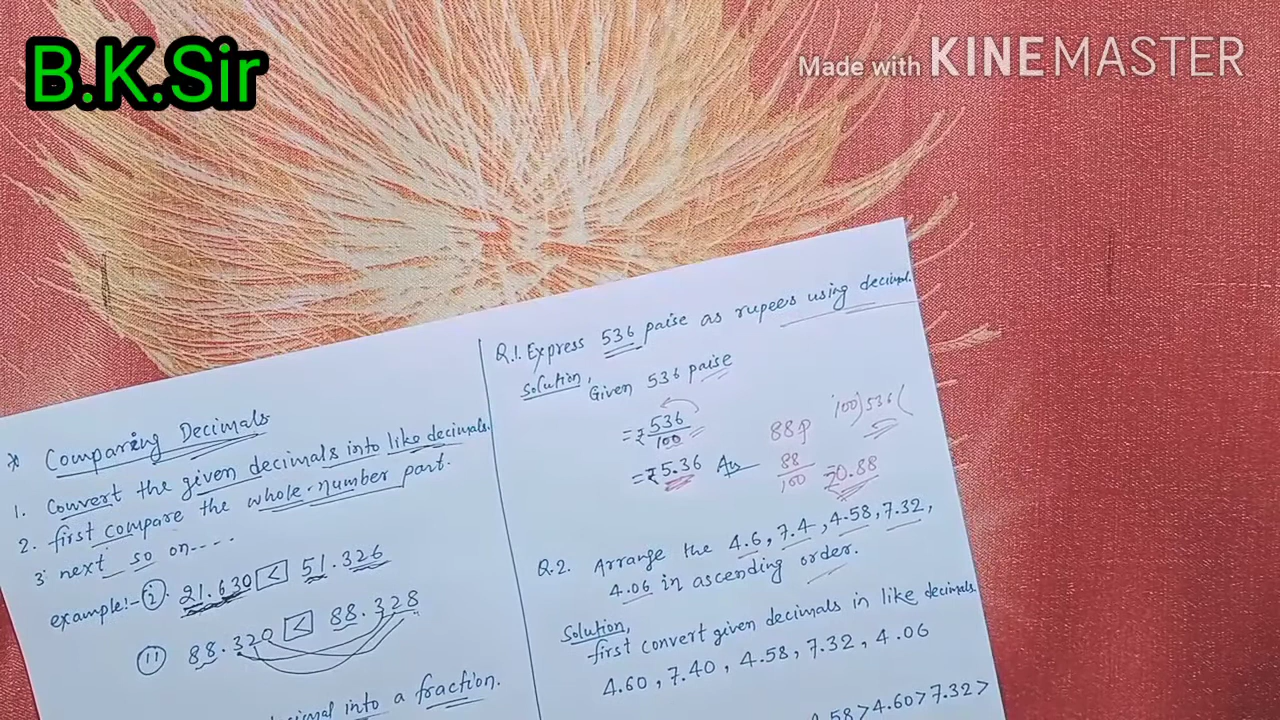 B.K.Sir
Made with KINEMASTER
* Comparing Decimals
1. Convert the given decimals into like decimals.
2. first compare the whole-number part.
3. next so on----
example:- (i). 21.630 < 51.326
(ii) 88.320 < 88.328
into a fraction.
Q.1. Express 536 paise as rupees using decimal.
Solution, Given 536 paise
= ₹ 536/100
= ₹5.36 Ans
88p
88/100
₹0.88
100)536(
Q.2. Arrange the 4.6, 7.4, 4.58, 7.32,
4.06 in ascending order.
Solution,
first convert given decimals in like decimals.
4.60, 7.40, 4.58, 7.32, 4.06
4.58>4.60>7.32>